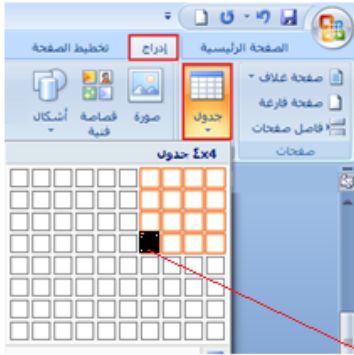 الصفحة الرئيسية
إدراج
تخطيط الصفحة
صفحة غلاف
صفحة فارغة
فاصل صفحات
صفحات
جدول
صورة
قصاصة فنية
أشكال
4x4 جدول